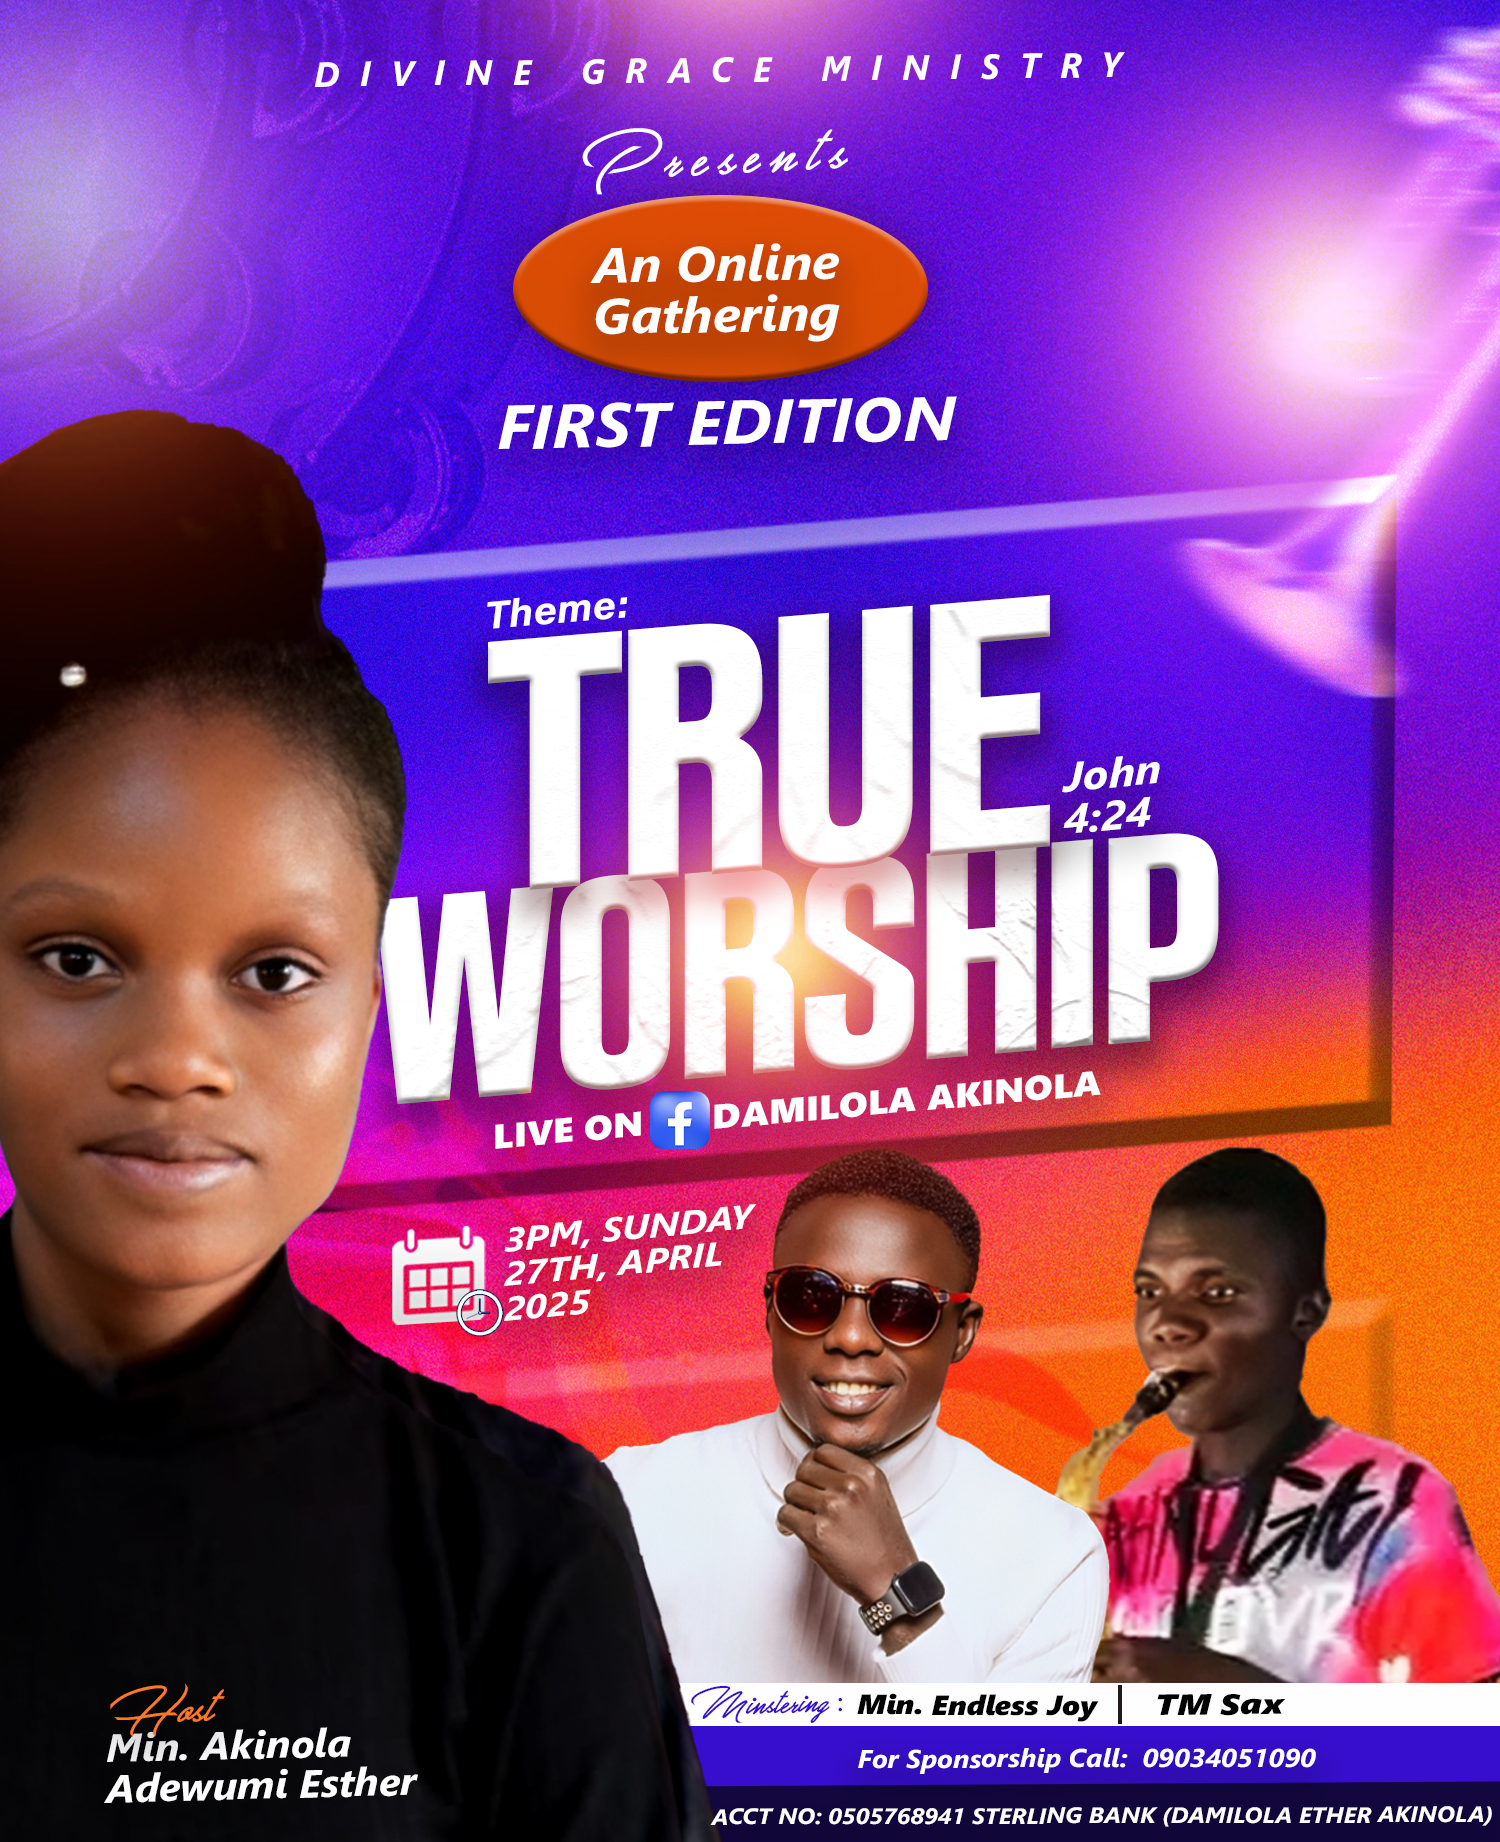 DIVINE GRACE MINISTRY
Presents
An Online
Gathering
FIRST EDITION
Theme:
TRUE
John
4:24
WORSHIP
LIVE ON f DAMILOLA AKINOLA
3PM, SUNDAY
27TH, APRIL
2025
Host
Min. Akinola
Adewumi Esther
Minstering : Min. Endless Joy | TM Sax
For Sponsorship Call: 09034051090
ACCT NO: 0505768941 STERLING BANK (DAMILOLA ETHER AKINOLA)